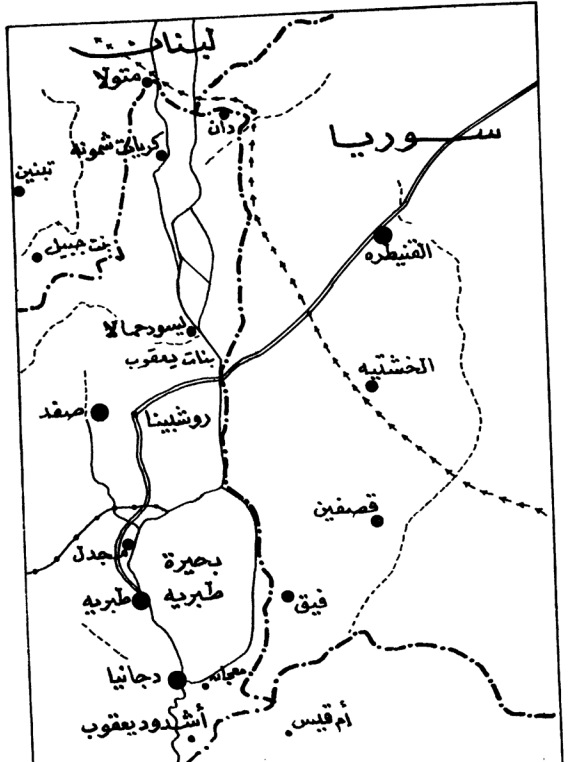 لبنان
متولا
دان
سوريا
كريات شمونه
تبنين
بنت جبيل
القنيطره
ليسودحمالا
بنات يعقوب
الخشنيه
صفد
روشبينا
قصفين
مجدل
بحيرة
طبريه
طبريه
فيق
دجانيا
أشدود يعقوب
أم قيس